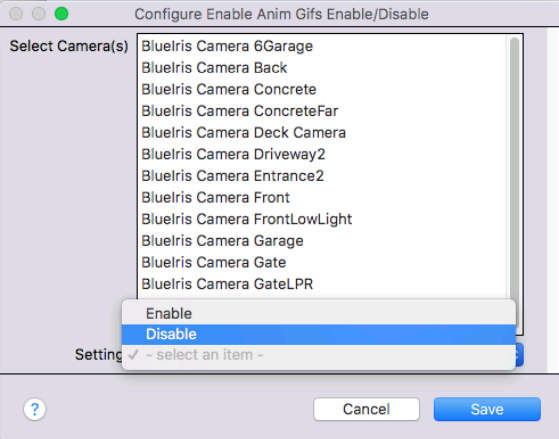 Configure Enable Anim Gifs Enable/Disable
Select Camera(s)
BlueIris Camera 6Garage
BlueIris Camera Back
BlueIris Camera Concrete
BlueIris Camera ConcreteFar
BlueIris Camera Deck Camera
BlueIris Camera Driveway2
BlueIris Camera Entrance2
BlueIris Camera Front
BlueIris Camera FrontLowLight
BlueIris Camera Garage
BlueIris Camera Gate
BlueIris Camera GateLPR
Enable
Disable
Setting ✓ - select an item -
? Cancel Save